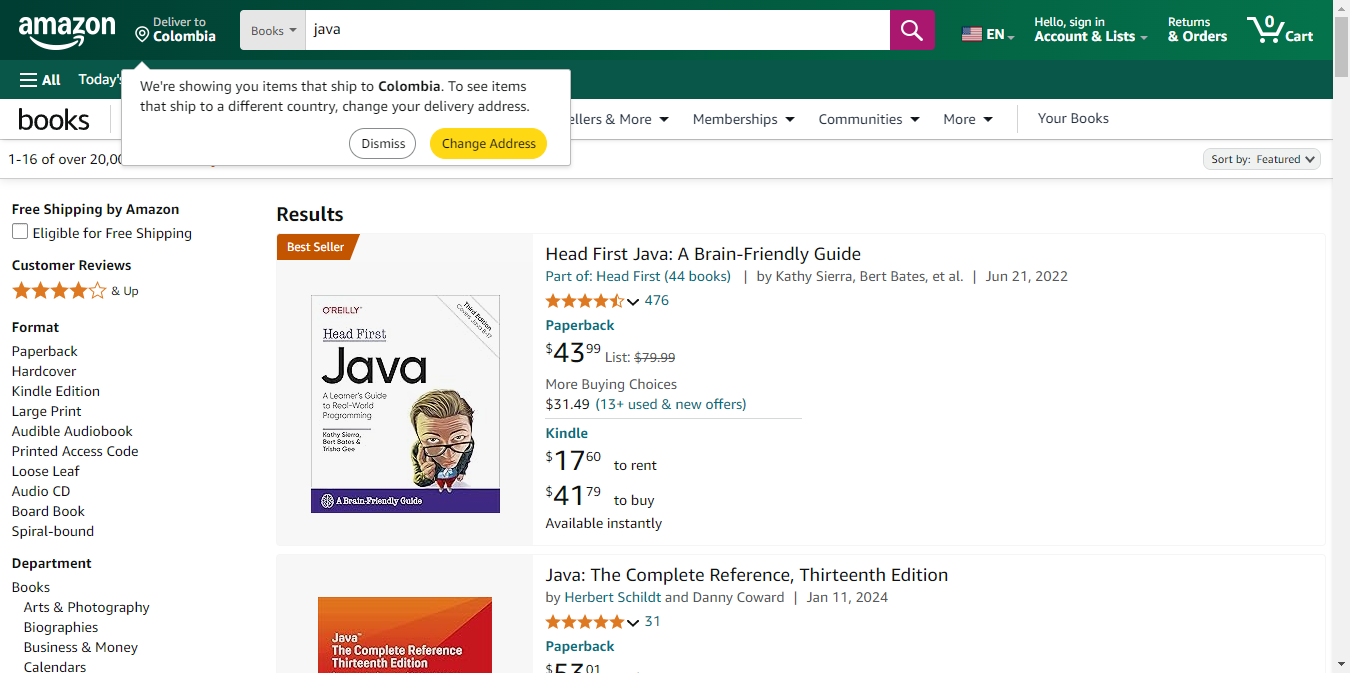 amazon
Deliver to
Colombia
Books
java
EN
Hello, sign in
Account & Lists
Returns
& Orders
0
Cart
All
Today's
We're showing you items that ship to Colombia. To see items
that ship to a different country, change your delivery address.
Dismiss
Change Address
books
ellers & More
Memberships
Communities
More
Your Books
1-16 of over 20,00
Sort by: Featured
Free Shipping by Amazon
Eligible for Free Shipping
Customer Reviews
& Up
Format
Paperback
Hardcover
Kindle Edition
Large Print
Audible Audiobook
Printed Access Code
Loose Leaf
Audio CD
Board Book
Spiral-bound
Department
Books
Arts & Photography
Biographies
Business & Money
Calendars
Results
Best Seller
O'REILLY
Third Edition
Covers Java 8-17
Head First
Java
A Learner's Guide
to Real-World
Programming
Kathy Sierra,
Bert Bates &
Trisha Gee
A Brain-Friendly Guide
Head First Java: A Brain-Friendly Guide
Part of: Head First (44 books) | by Kathy Sierra, Bert Bates, et al. | Jun 21, 2022
476
Paperback
$43 99 List: $79.99
More Buying Choices
$31.49 (13+ used & new offers)
Kindle
$17 60 to rent
$41 79 to buy
Available instantly
Java™
The Complete Reference
Thirteenth Edition
Java: The Complete Reference, Thirteenth Edition
by Herbert Schildt and Danny Coward | Jan 11, 2024
31
Paperback
$53 01